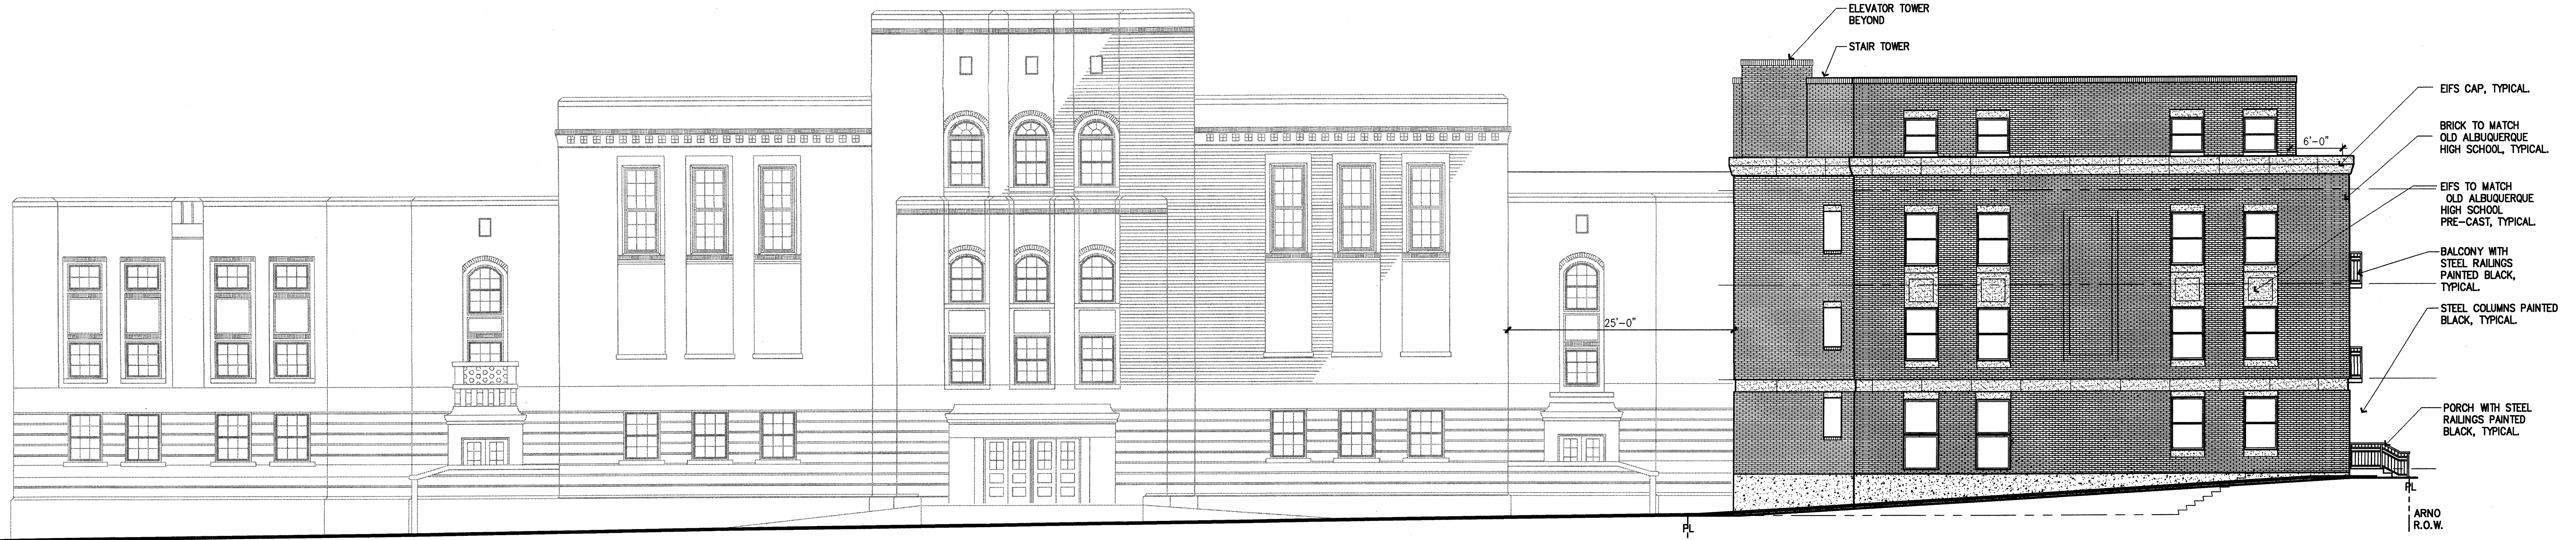 ELEVATOR TOWER
BEYOND
STAIR TOWER
EIFS CAP, TYPICAL.
BRICK TO MATCH
OLD ALBUQUERQUE
HIGH SCHOOL, TYPICAL.
6'-0"
EIFS TO MATCH
OLD ALBUQUERQUE
HIGH SCHOOL
PRE-CAST, TYPICAL.
BALCONY WITH
STEEL RAILINGS
PAINTED BLACK,
TYPICAL.
STEEL COLUMNS PAINTED
BLACK, TYPICAL.
25'-0"
PORCH WITH STEEL
RAILINGS PAINTED
BLACK, TYPICAL.
PL
ARNO
R.O.W.
PL